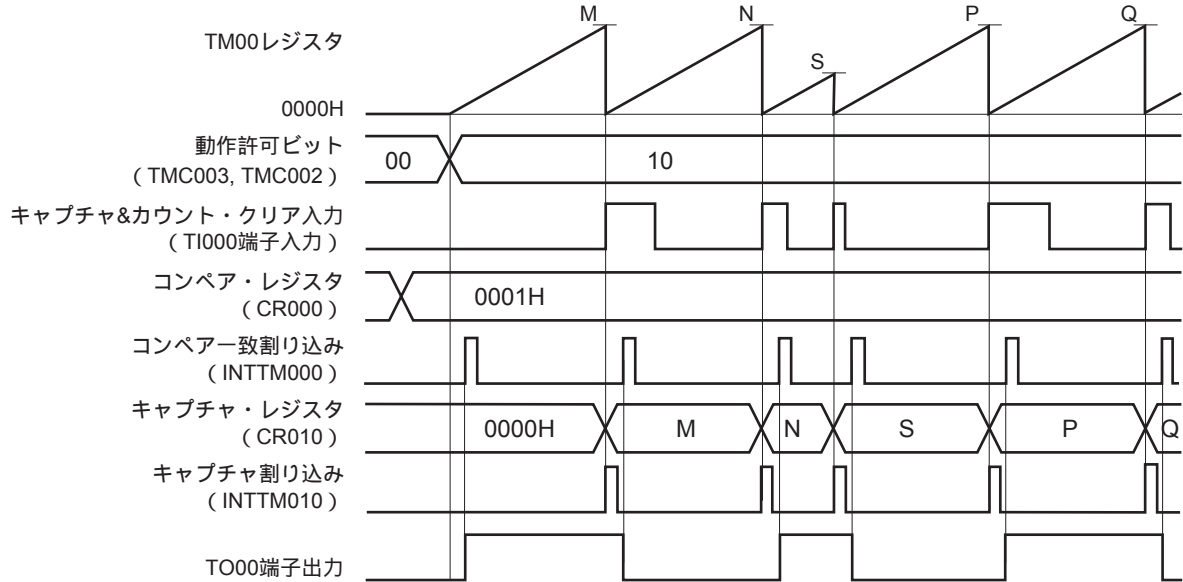 M N P Q
S
TM00レジスタ
0000H
動作許可ビット
（TMC003, TMC002）
00 10
キャプチャ&カウント・クリア入力
（TI000端子入力）
コンペア・レジスタ
（CR000）
0001H
コンペア一致割り込み
（INTTM000）
キャプチャ・レジスタ
（CR010）
0000H M N S P Q
キャプチャ割り込み
（INTTM010）
TO00端子出力